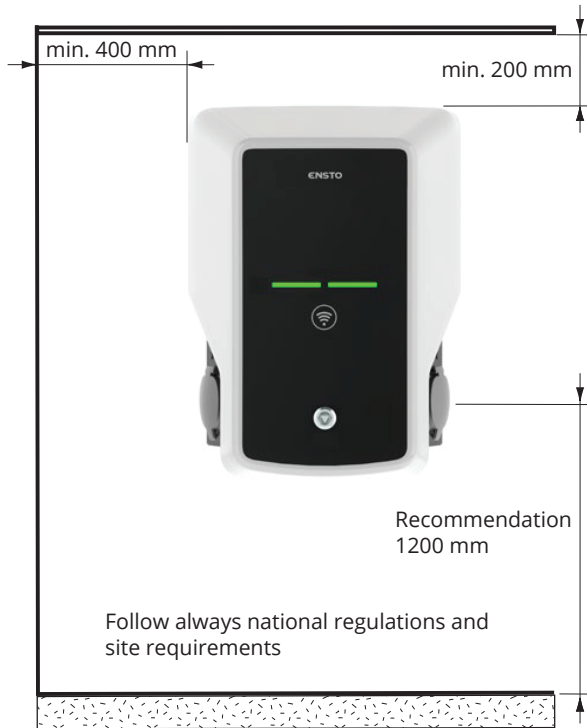 min. 400 mm
min. 200 mm
ENSTO
Recommendation
1200 mm
Follow always national regulations and
site requirements